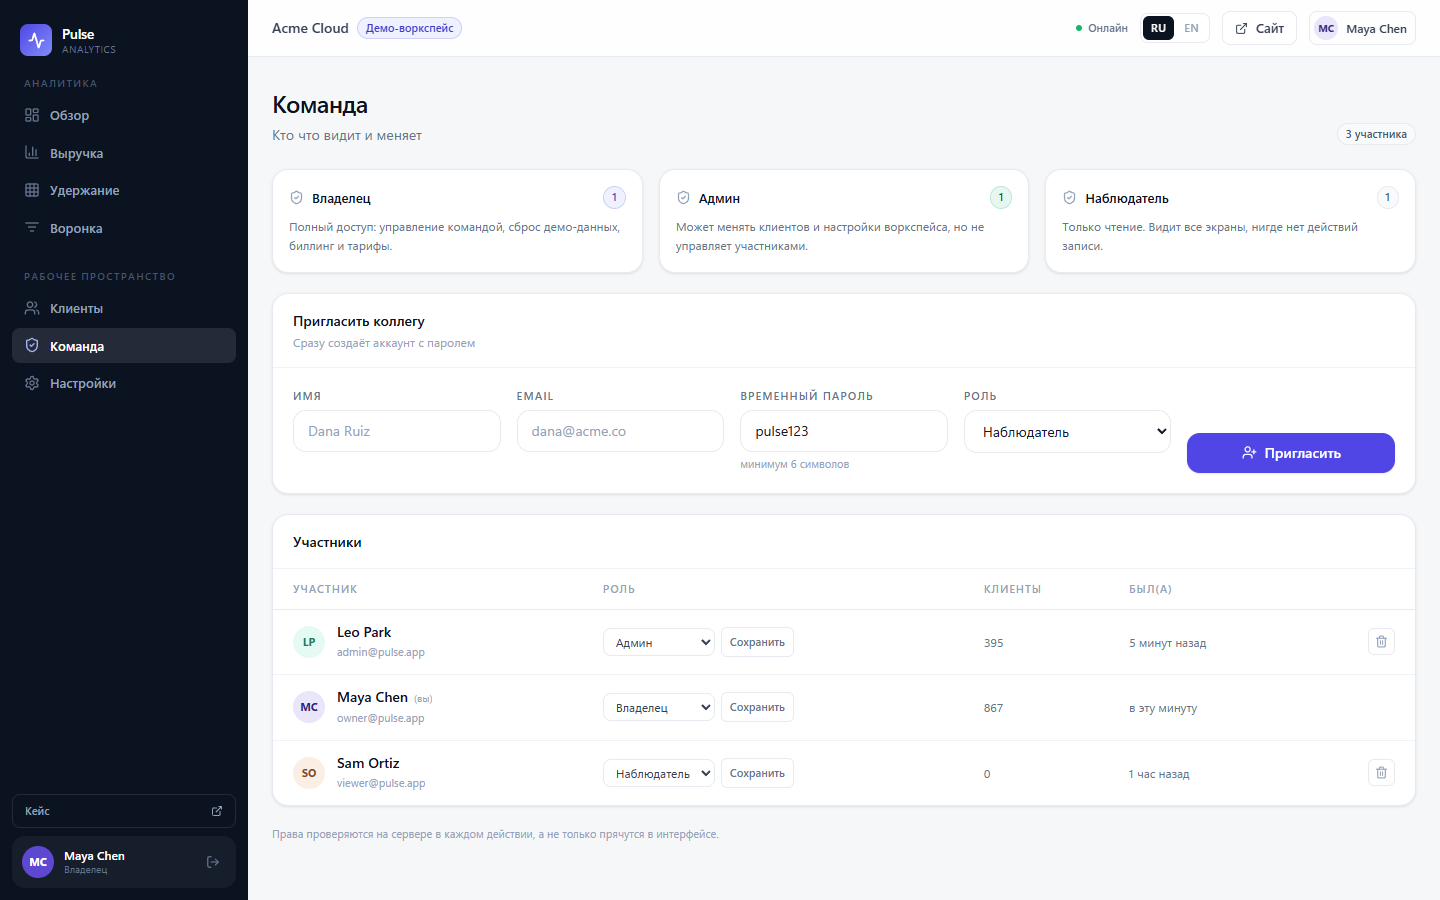 Pulse
ANALYTICS
АНАЛИТИКА
Обзор
Выручка
Удержание
Воронка
РАБОЧЕЕ ПРОСТРАНСТВО
Клиенты
Команда
Настройки
Кейс
MC
Maya Chen
Владелец
Acme Cloud
Демо-воркспейс
Онлайн
RU
EN
Сайт
MC
Maya Chen
Команда
Кто что видит и меняет
3 участника
Владелец
1
Полный доступ: управление командой, сброс демо-данных,
биллинг и тарифы.
Админ
1
Может менять клиентов и настройки воркспейса, но не
управляет участниками.
Наблюдатель
1
Только чтение. Видит все экраны, нигде нет действий
записи.
Пригласить коллегу
Сразу создаёт аккаунт с паролем
ИМЯ
EMAIL
ВРЕМЕННЫЙ ПАРОЛЬ
РОЛЬ
Dana Ruiz
dana@acme.co
pulse123
Наблюдатель
минимум 6 символов
Пригласить
Участники
УЧАСТНИК
РОЛЬ
КЛИЕНТЫ
БЫЛ(А)
LP
Leo Park
admin@pulse.app
Админ
Сохранить
395
5 минут назад
MC
Maya Chen (вы)
owner@pulse.app
Владелец
Сохранить
867
в эту минуту
SO
Sam Ortiz
viewer@pulse.app
Наблюдатель
Сохранить
0
1 час назад
Права проверяются на сервере в каждом действии, а не только прячутся в интерфейсе.